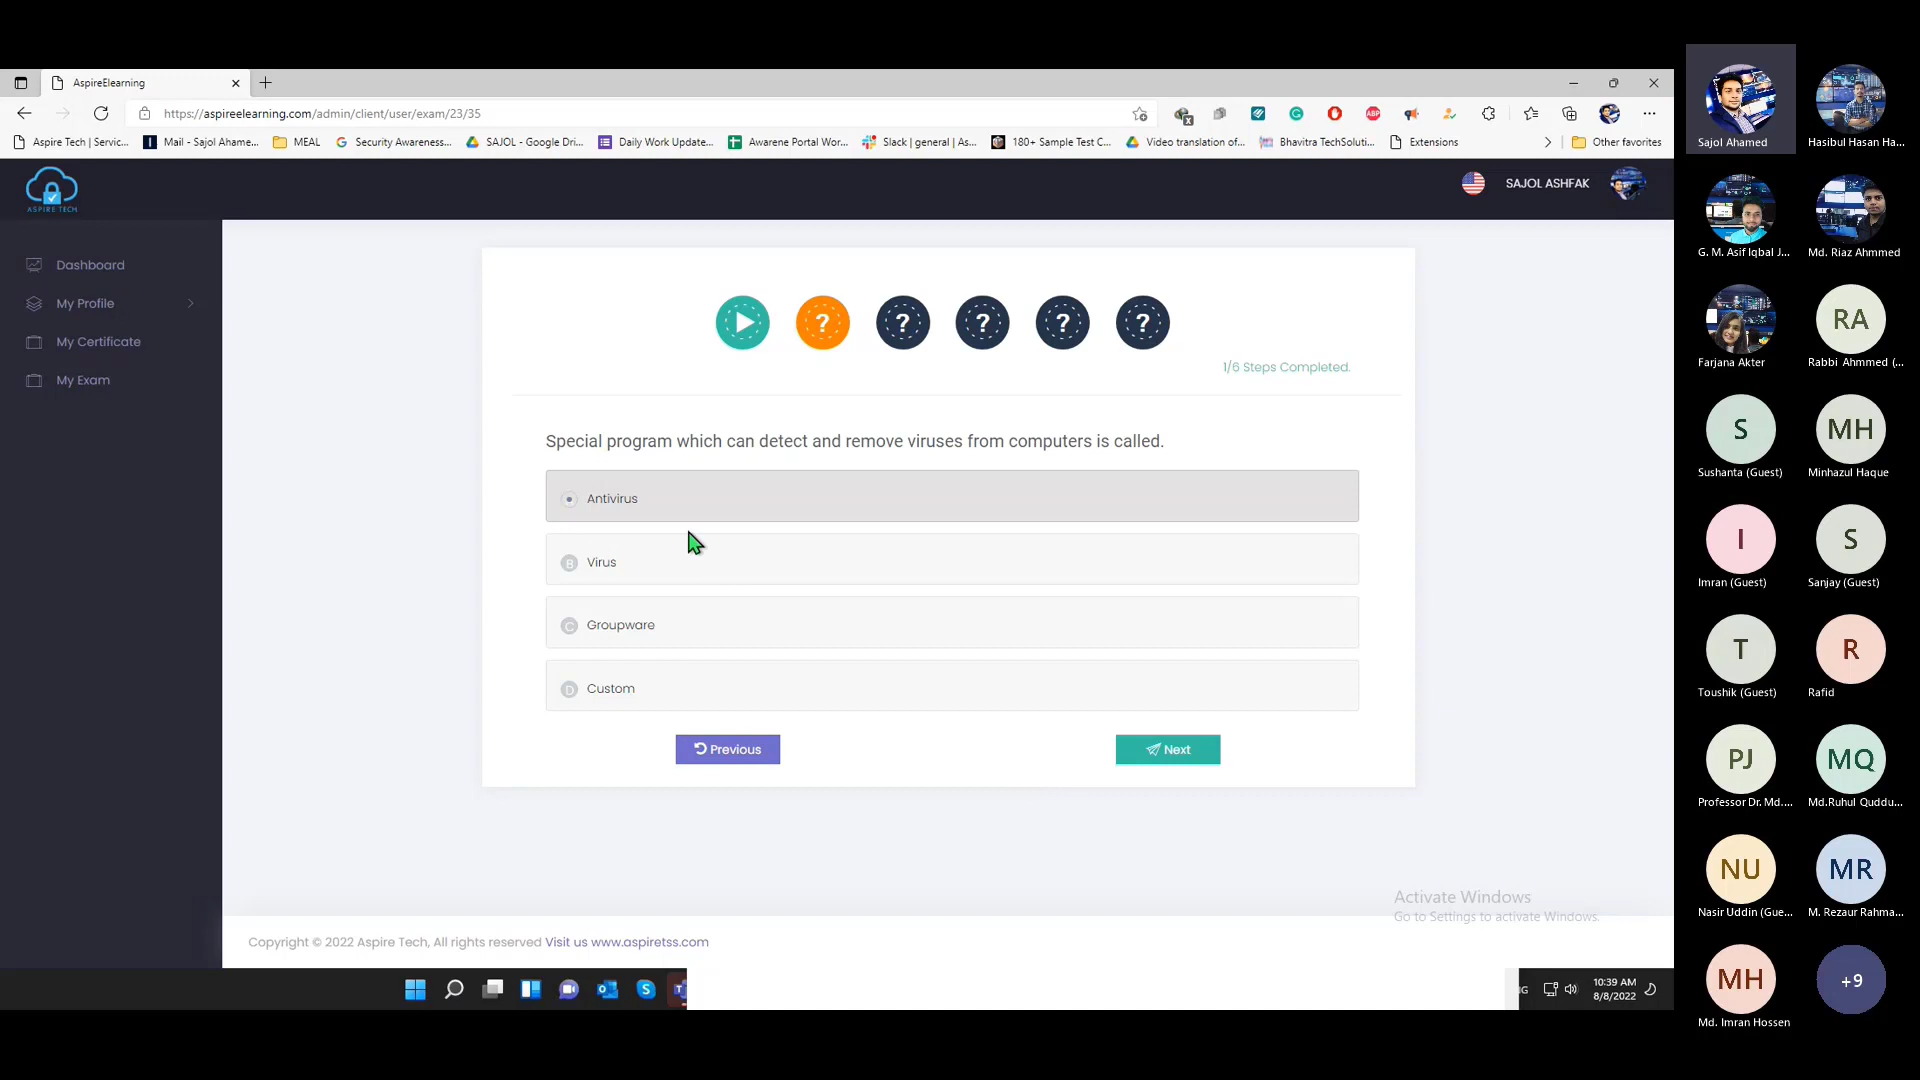 AspireElearning
https://aspireelearning.com/admin/client/user/exam/23/35
Aspire Tech | Servic... Mail - Sajol Ahame... MEAL Security Awareness... SAJOL - Google Dri... Daily Work Update... Awarene Portal Wor... Slack | general | As... 180+ Sample Test C... Video translation of... Bhavitra TechSoluti... Extensions Other favorites
ASPIRE TECH
SAJOL ASHFAK
Dashboard
My Profile
My Certificate
My Exam
? ? ? ? ?
1/6 Steps Completed.
Special program which can detect and remove viruses from computers is called.
Antivirus
B Virus
C Groupware
D Custom
Previous Next
Activate Windows
Go to Settings to activate Windows.
Copyright © 2022 Aspire Tech, All rights reserved Visit us www.aspiretss.com
10:39 AM
8/8/2022
Sajol Ahamed Hasibul Hasan Ha...
G. M. Asif Iqbal J... Md. Riaz Ahmmed
RA
Farjana Akter Rabbi Ahmmed (...
S MH
Sushanta (Guest) Minhazul Haque
I S
Imran (Guest) Sanjay (Guest)
T R
Toushik (Guest) Rafid
PJ MQ
Professor Dr. Md.... Md.Ruhul Quddu...
NU MR
Nasir Uddin (Gue... M. Rezaur Rahma...
MH +9
Md. Imran Hossen